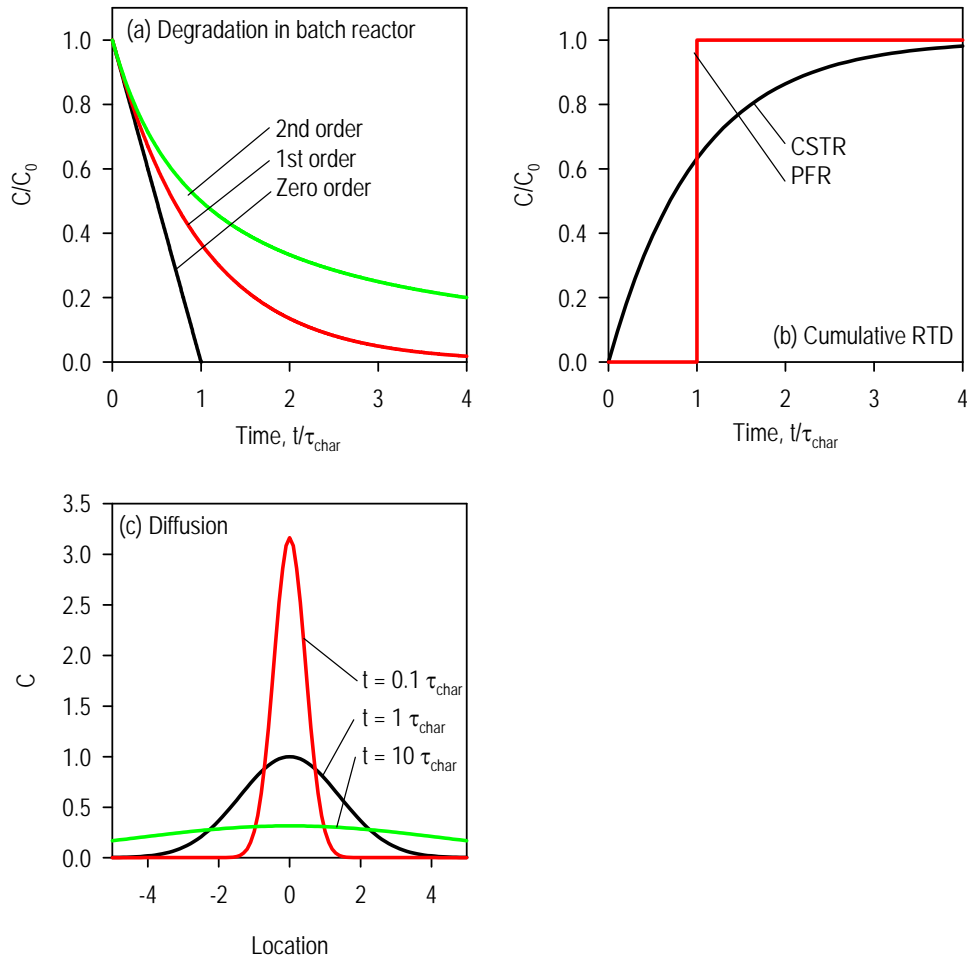 (a) Degradation in batch reactor
1.0
0.8
0.6
0.4
0.2
0.0
C/C0
2nd order
1st order
Zero order
0 1 2 3 4
Time, t/τchar
1.0
0.8
0.6
0.4
0.2
0.0
C/C0
CSTR
PFR
(b) Cumulative RTD
0 1 2 3 4
Time, t/τchar
3.5
3.0
2.5
2.0
1.5
1.0
0.5
0.0
C
(c) Diffusion
t = 0.1 τchar
t = 1 τchar
t = 10 τchar
-4 -2 0 2 4
Location